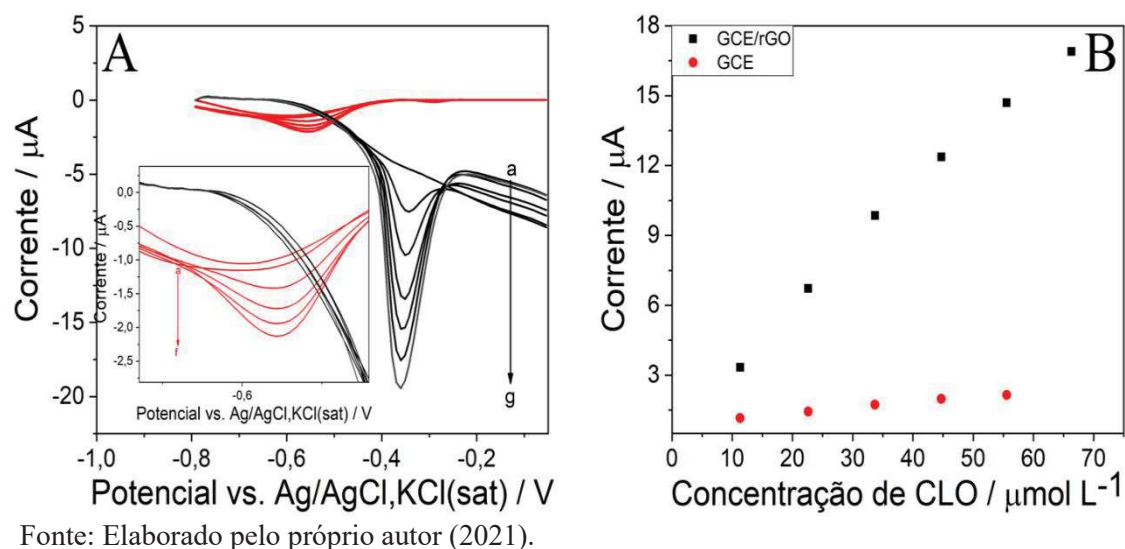 A
5
0
-5
-10
-15
-20
Corrente / μA
-1,0
-0,8
-0,6
-0,4
-0,2
Potencial vs. Ag/AgCl,KCl(sat) / V
a
g
0,0
-0,5
-1,0
-1,5
-2,0
-2,5
Corrente / μA
a
f
-0,6
Potencial vs. Ag/AgCl,KCl(sat) / V
B
GCE/rGO
GCE
18
15
12
9
6
3
Corrente / μA
0
10
20
30
40
50
60
70
Concentração de CLO / μmol L-1
Fonte: Elaborado pelo próprio autor (2021).